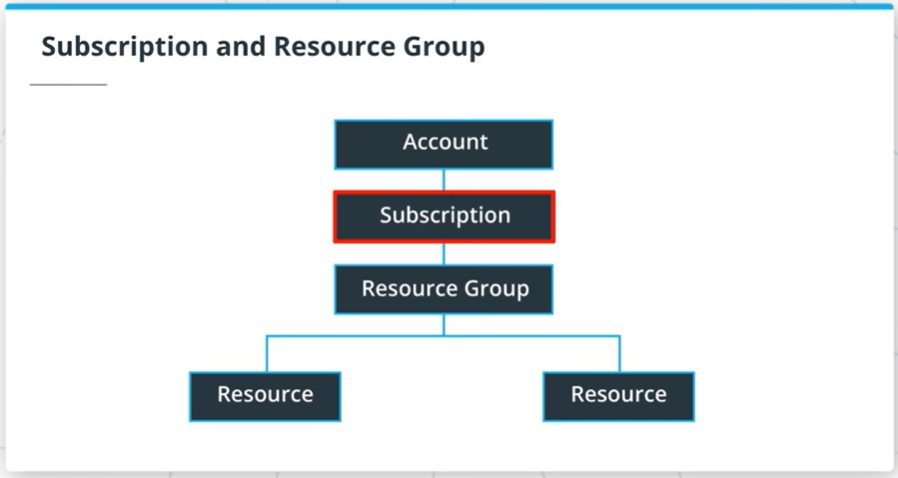 Subscription and Resource Group
Account
Subscription
Resource Group
Resource
Resource